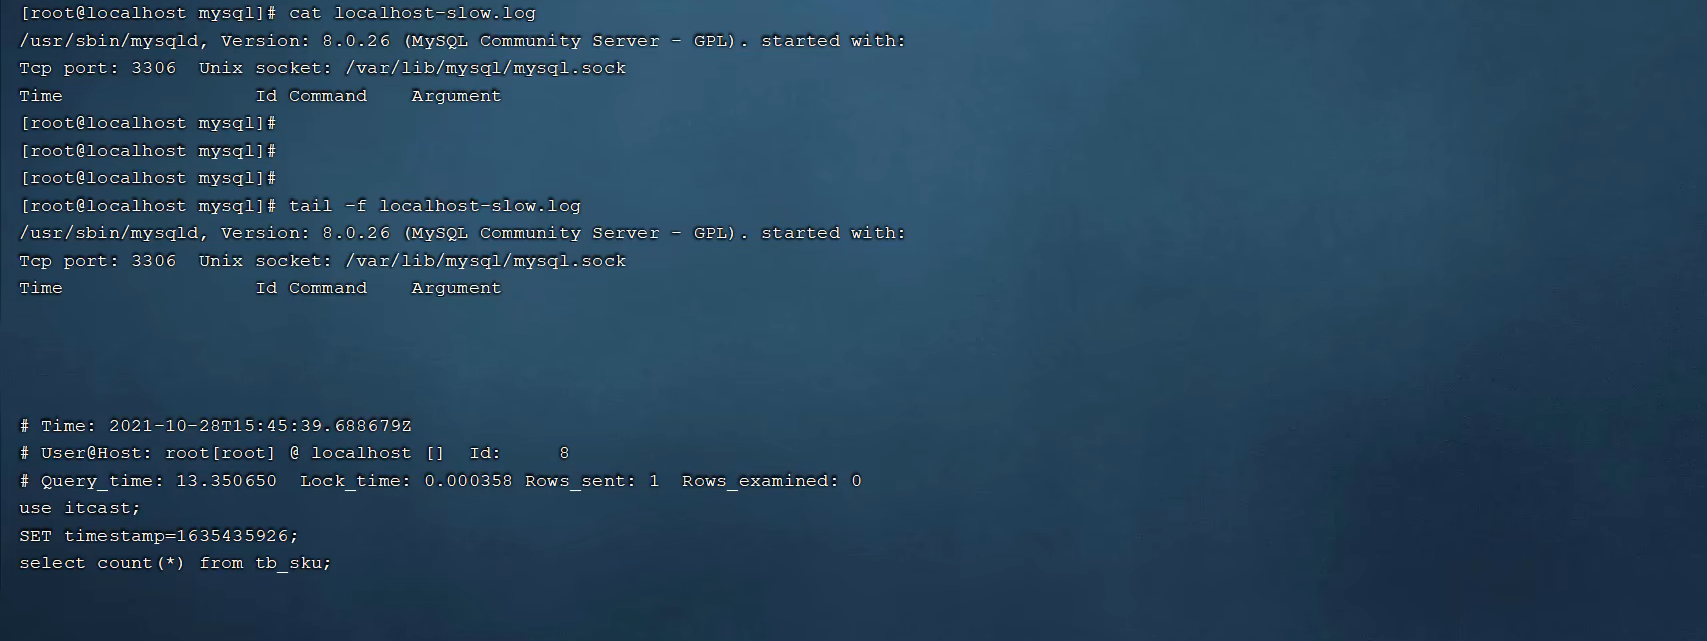 [root@localhost mysql]# cat localhost-slow.log
/usr/sbin/mysqld, Version: 8.0.26 (MySQL Community Server - GPL). started with:
Tcp port: 3306  Unix socket: /var/lib/mysql/mysql.sock
Time                 Id Command    Argument
[root@localhost mysql]#
[root@localhost mysql]#
[root@localhost mysql]#
[root@localhost mysql]# tail -f localhost-slow.log
/usr/sbin/mysqld, Version: 8.0.26 (MySQL Community Server - GPL). started with:
Tcp port: 3306  Unix socket: /var/lib/mysql/mysql.sock
Time                 Id Command    Argument
# Time: 2021-10-28T15:45:39.688679Z
# User@Host: root[root] @ localhost []  Id:     8
# Query_time: 13.350650  Lock_time: 0.000358 Rows_sent: 1  Rows_examined: 0
use itcast;
SET timestamp=1635435926;
select count(*) from tb_sku;